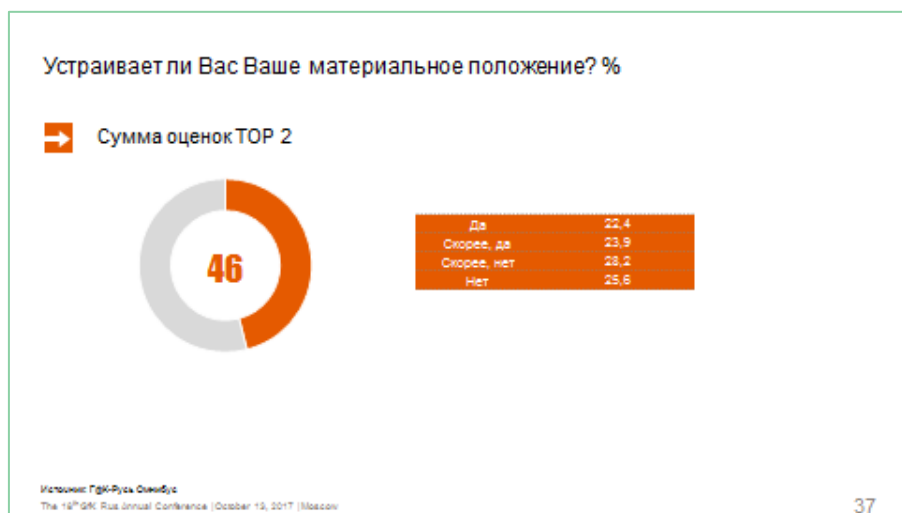 Устраивает ли Вас Ваше материальное положение? %
Сумма оценок TOP 2
46
Да 22,4
Скорее, да 23,9
Скорее, нет 28,2
Нет 25,6
Источник: ГфК-Русь Омнибус
The 16th GfK Rus Annual Conference | October 13, 2017 | Moscow
37